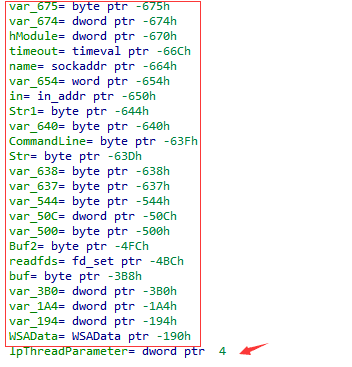 var_675= byte ptr -675h
var_674= dword ptr -674h
hModule= dword ptr -670h
timeout= timeval ptr -66Ch
name= sockaddr ptr -664h
var_654= word ptr -654h
in= in_addr ptr -650h
Str1= byte ptr -644h
var_640= byte ptr -640h
CommandLine= byte ptr -63Fh
Str= byte ptr -63Dh
var_638= byte ptr -638h
var_637= byte ptr -637h
var_544= byte ptr -544h
var_50C= dword ptr -50Ch
var_500= byte ptr -500h
Buf2= byte ptr -4FCh
readfds= fd_set ptr -4BCh
buf= byte ptr -3B8h
var_3B0= dword ptr -3B0h
var_1A4= dword ptr -1A4h
var_194= dword ptr -194h
WSAData= WSAData ptr -190h
lpThreadParameter= dword ptr  4